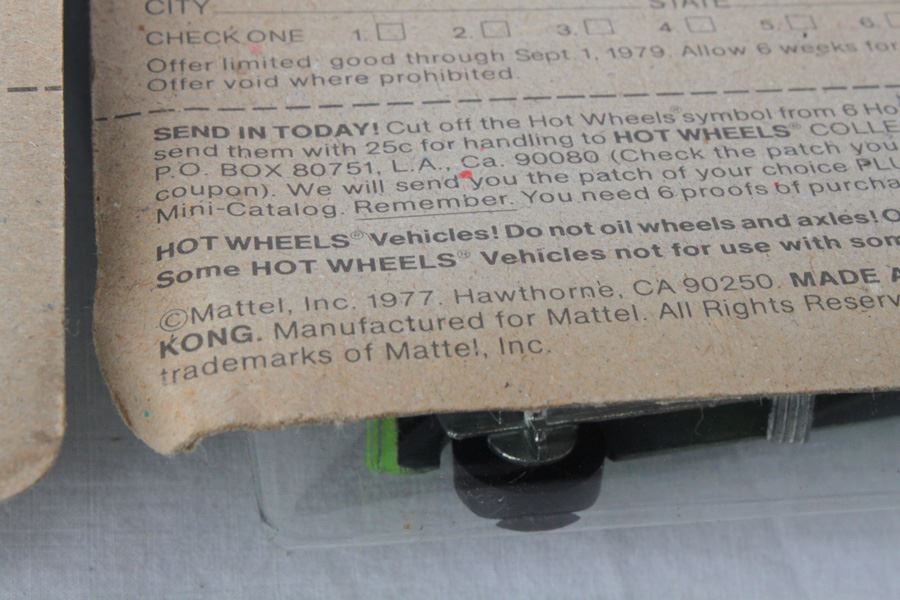 CITY STATE
CHECK ONE 1. 2. 3. 4. 5. 6.
Offer limited, good through Sept. 1, 1979. Allow 6 weeks for
Offer void where prohibited.
SEND IN TODAY! Cut off the Hot Wheels® symbol from 6 Ho
send them with 25c for handling to HOT WHEELS® COLLE
P.O. BOX 80751, L.A., Ca. 90080 (Check the patch you
coupon). We will send you the patch of your choice PLU
Mini-Catalog. Remember. You need 6 proofs of purcha
HOT WHEELS® Vehicles! Do not oil wheels and axles! O
Some HOT WHEELS® Vehicles not for use with som
©Mattel, Inc. 1977. Hawthorne, CA 90250. MADE A
KONG. Manufactured for Mattel. All Rights Reserv
trademarks of Mattel, Inc.